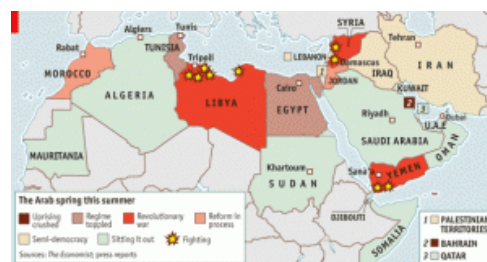 Algiers
Tunis
Rabat
TUNISIA
Tripoli
SYRIA
LEBANON
Damascus
Tehran
IRAN
IRAQ
MOROCCO
ALGERIA
LIBYA
Cairo
EGYPT
1
JORDAN
KUWAIT
2
3
Dubai
U.A.E
Riyadh
SAUDI ARABIA
OMAN
MAURITANIA
Khartoum
SUDAN
Sana'a
YEMEN
DJIBOUTI
SOMALIA
The Arab spring this summer
Uprising crushed
Regime toppled
Revolutionary war
Reform in process
Semi-democracy
Sitting it out
Fighting
Sources: The Economist; press reports
1 PALESTINIAN
TERRITORIES
2 BAHRAIN
3 QATAR